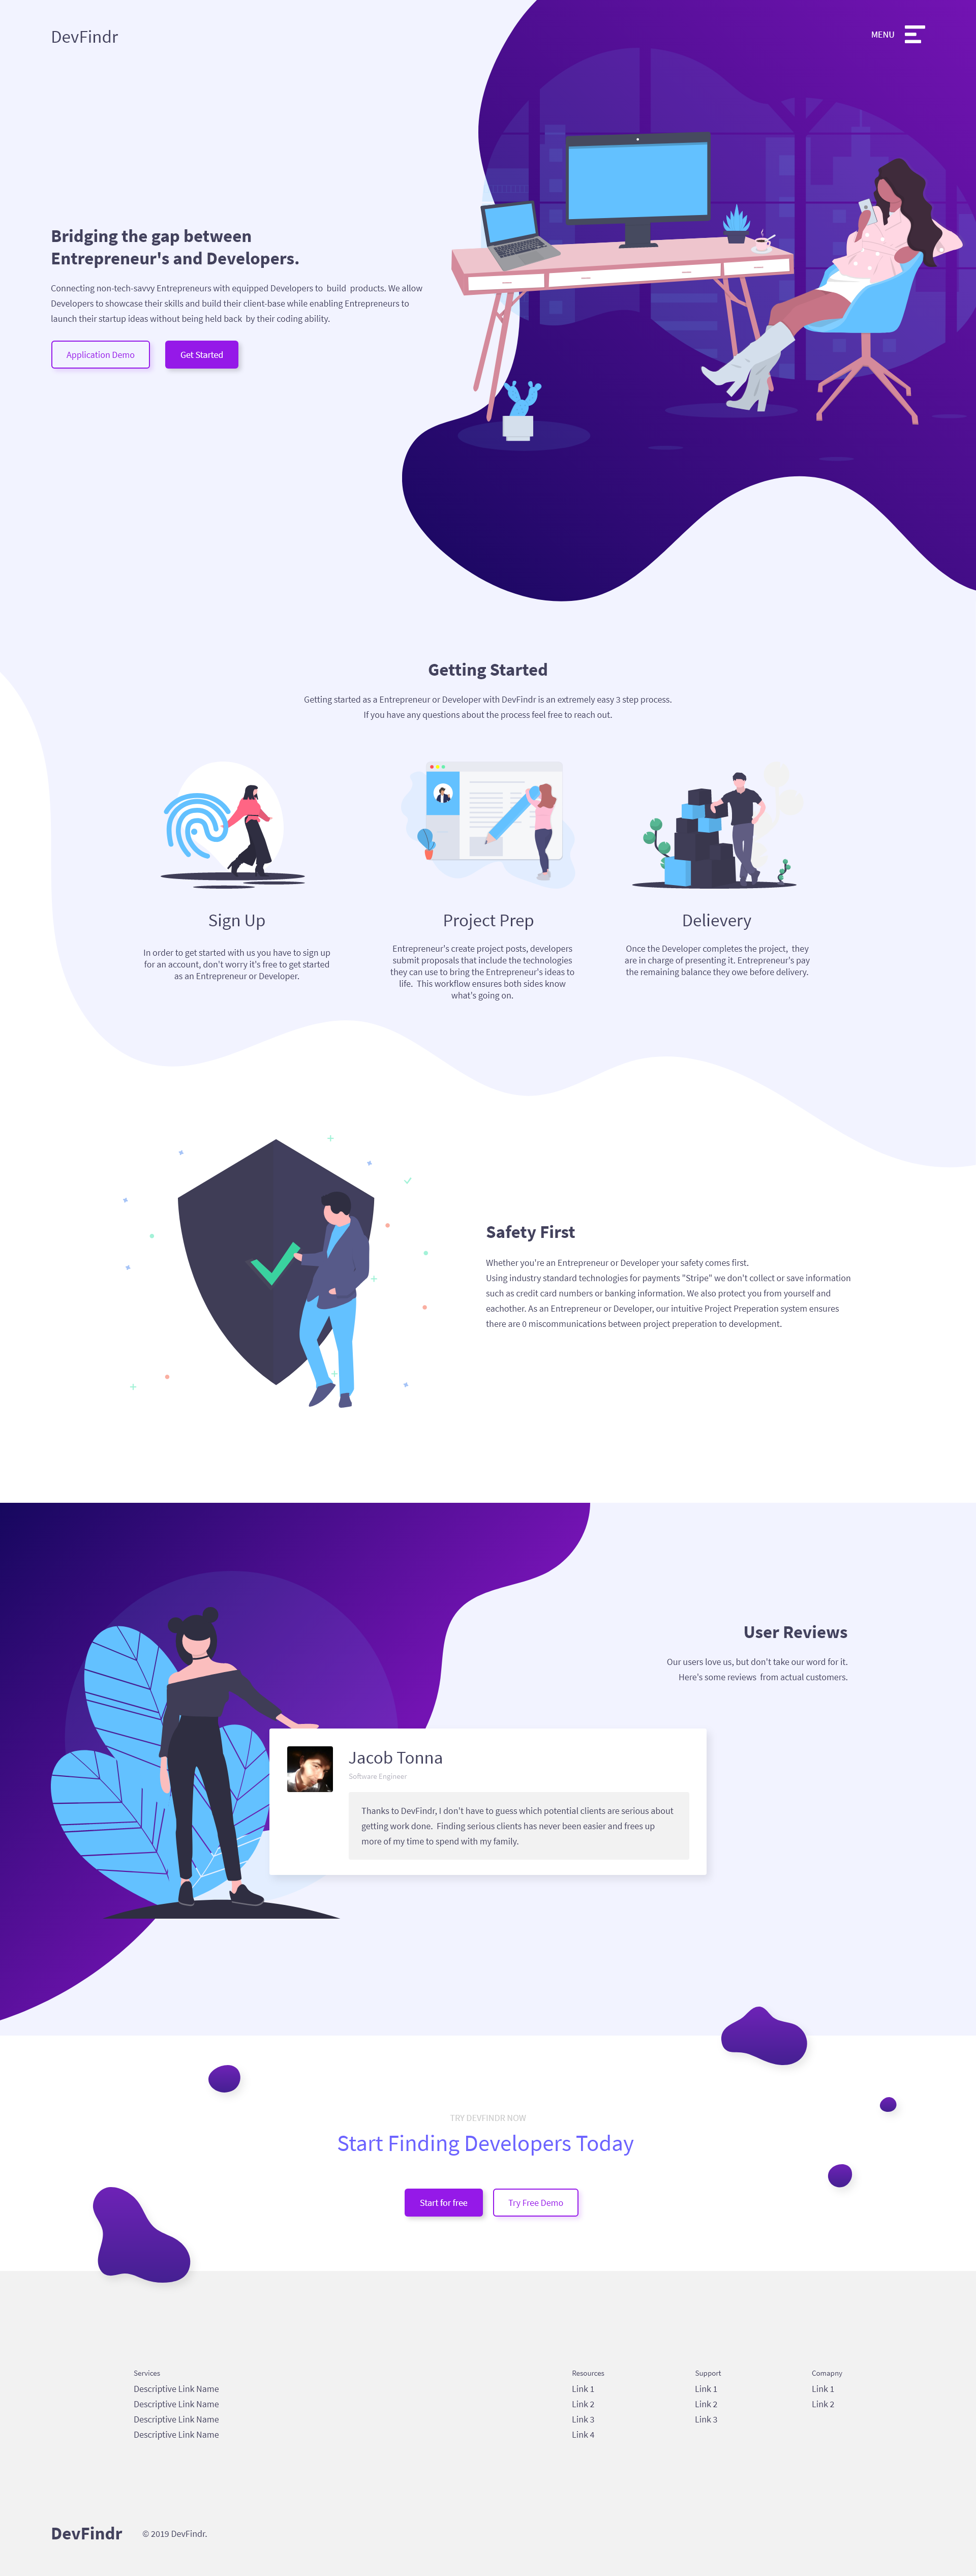 DevFindr
MENU
Bridging the gap between
Entrepreneur's and Developers.
Connecting non-tech-savvy Entrepreneurs with equipped Developers to build products. We allow
Developers to showcase their skills and build their client-base while enabling Entrepreneurs to
launch their startup ideas without being held back by their coding ability.
Application Demo
Get Started
Getting Started
Getting started as a Entrepreneur or Developer with DevFindr is an extremely easy 3 step process.
If you have any questions about the process feel free to reach out.
Sign Up
In order to get started with us you have to sign up
for an account, don't worry it's free to get started
as an Entrepreneur or Developer.
Project Prep
Entrepreneur's create project posts, developers
submit proposals that include the technologies
they can use to bring the Entrepreneur's ideas to
life. This workflow ensures both sides know
what's going on.
Delievery
Once the Developer completes the project, they
are in charge of presenting it. Entrepreneur's pay
the remaining balance they owe before delivery.
Safety First
Whether you're an Entrepreneur or Developer your safety comes first.
Using industry standard technologies for payments "Stripe" we don't collect or save information
such as credit card numbers or banking information. We also protect you from yourself and
eachother. As an Entrepreneur or Developer, our intuitive Project Preperation system ensures
there are 0 miscommunications between project preperation to development.
User Reviews
Our users love us, but don't take our word for it.
Here's some reviews from actual customers.
Jacob Tonna
Software Engineer
Thanks to DevFindr, I don't have to guess which potential clients are serious about
getting work done. Finding serious clients has never been easier and frees up
more of my time to spend with my family.
TRY DEVFINDR NOW
Start Finding Developers Today
Start for free
Try Free Demo
Services
Descriptive Link Name
Descriptive Link Name
Descriptive Link Name
Descriptive Link Name
Resources
Link 1
Link 2
Link 3
Link 4
Support
Link 1
Link 2
Link 3
Comapny
Link 1
Link 2
DevFindr
© 2019 DevFindr.